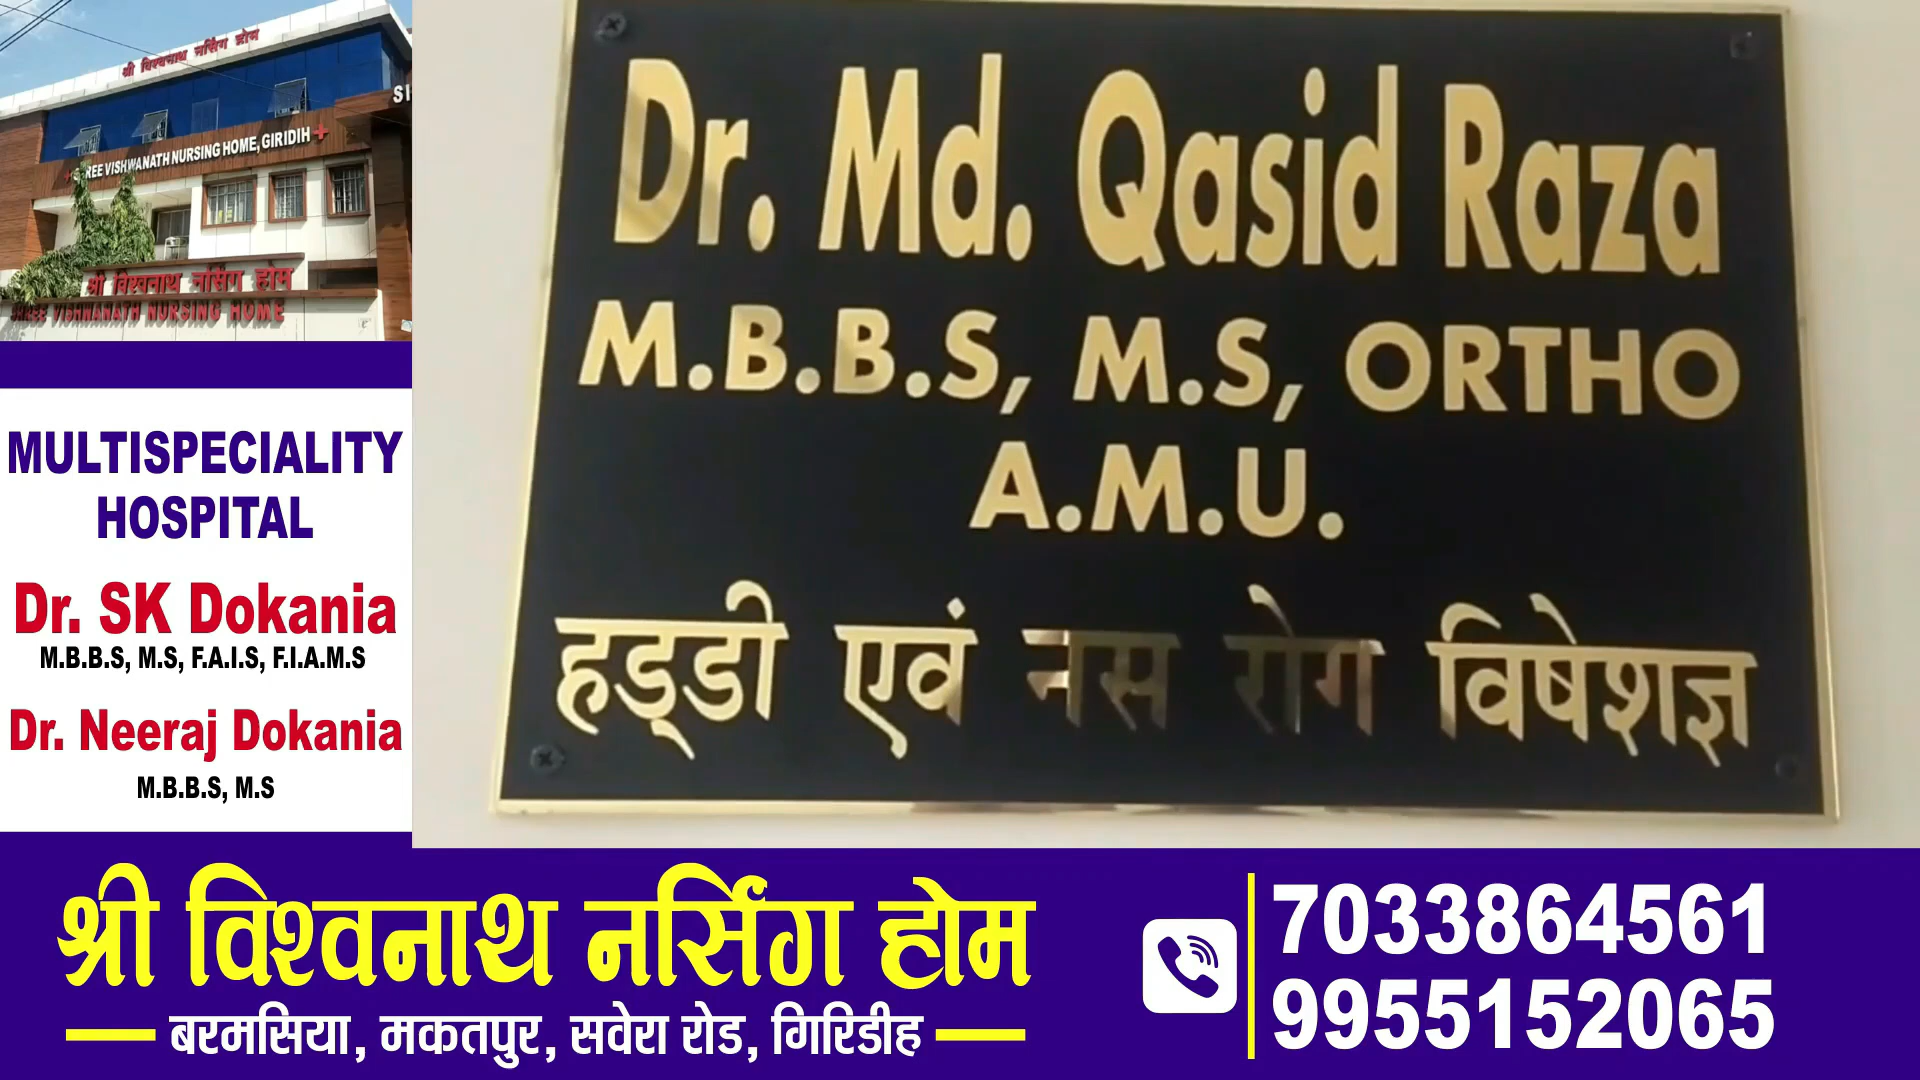 श्री विश्वनाथ नर्सिंग होम
SHREE VISHWANATH NURSING HOME, GIRIDIH
श्री विश्वनाथ नर्सिंग होम
SHREE VISHWANATH NURSING HOME
MULTISPECIALITY
HOSPITAL
Dr. SK Dokania
M.B.B.S, M.S, F.A.I.S, F.I.A.M.S
Dr. Neeraj Dokania
M.B.B.S, M.S
Dr. Md. Qasid Raza
M.B.B.S, M.S, ORTHO
A.M.U.
हड्डी एवं नस रोग विषेशज्ञ
श्री विश्वनाथ नर्सिंग होम
बरमसिया, मकतपुर, सवेरा रोड, गिरिडीह
7033864561
9955152065